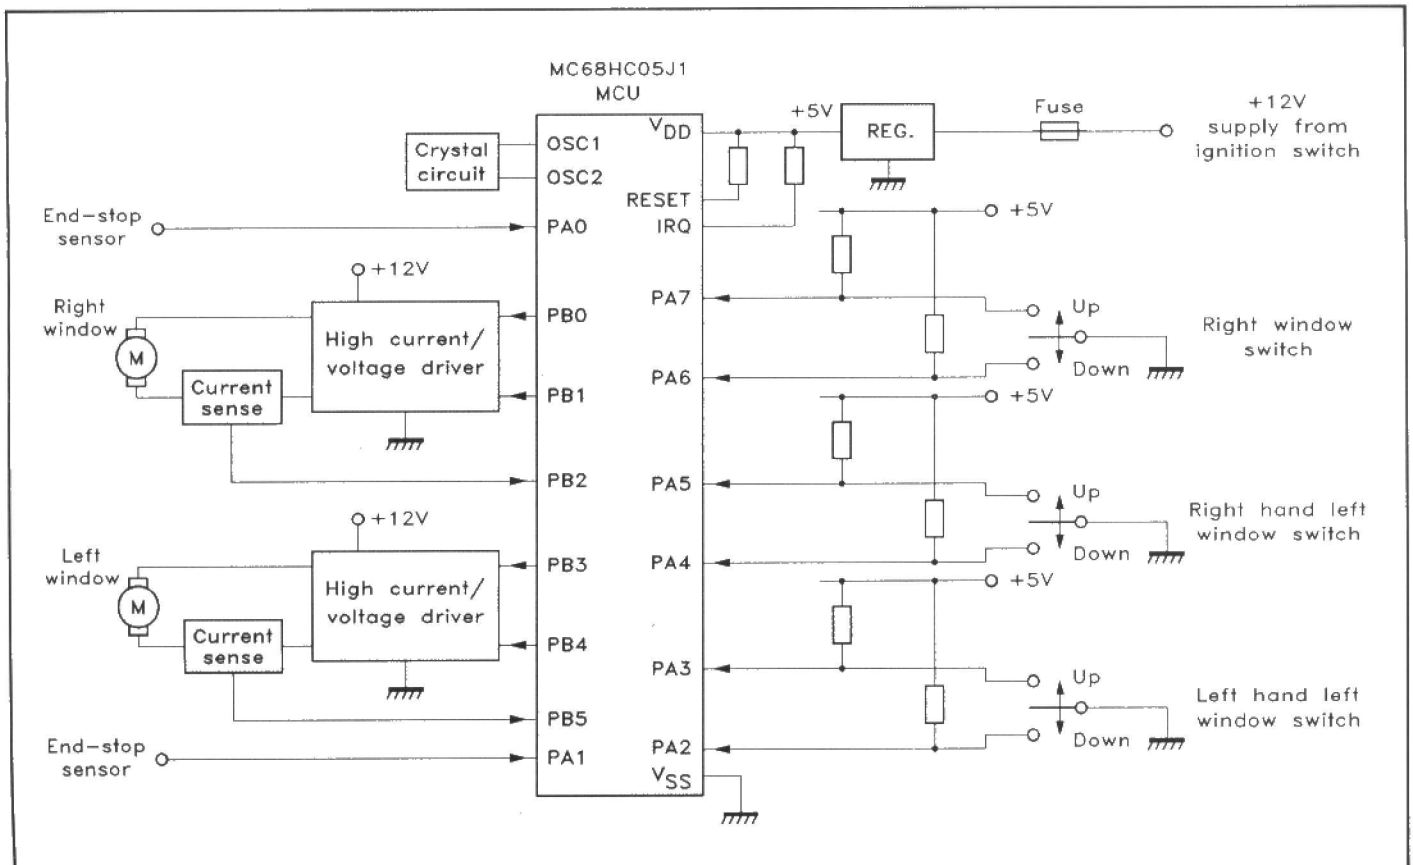 MC68HC05J1
MCU
Crystal
circuit
OSC1
OSC2
VDD
RESET
IRQ
+5V
REG.
Fuse
+12V
supply from
ignition switch
End-stop
sensor
PA0
+12V
Right
window
M
High current/
voltage driver
Current
sense
PB0
PB1
PB2
+5V
PA7
PA6
Up
Down
Right window
switch
+5V
PA5
PA4
Up
Down
Right hand left
window switch
+12V
Left
window
M
High current/
voltage driver
Current
sense
PB3
PB4
PB5
+5V
PA3
PA2
Up
Down
Left hand left
window switch
End-stop
sensor
PA1
VSS